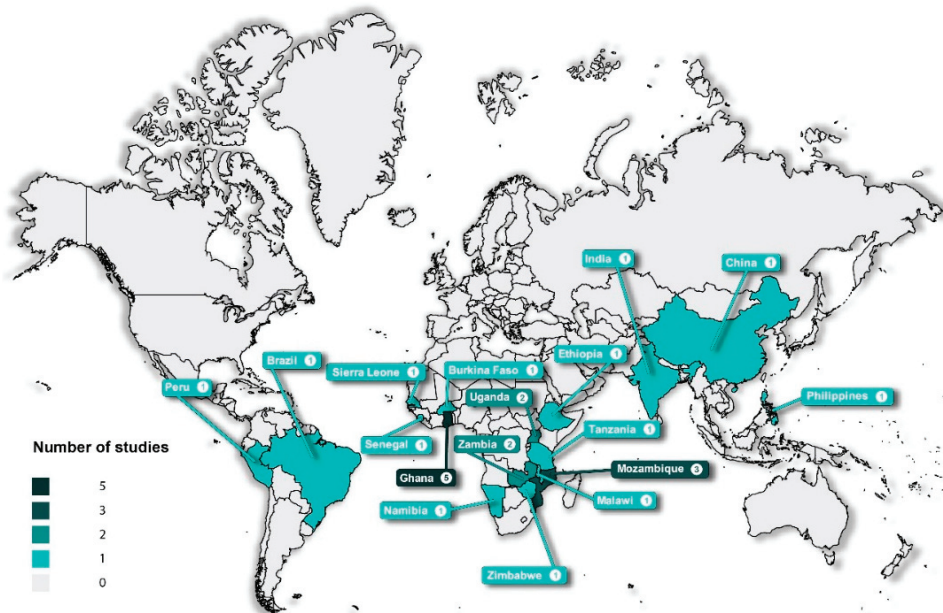 India 1
China 1
Brazil 1
Sierra Leone 1
Burkina Faso 1
Ethiopia 1
Peru 1
Uganda 2
Philippines 1
Senegal 1
Zambia 2
Tanzania 1
Number of studies
Ghana 5
Mozambique 3
5
Namibia 1
Malawi 1
3
2
1
Zimbabwe 1
0